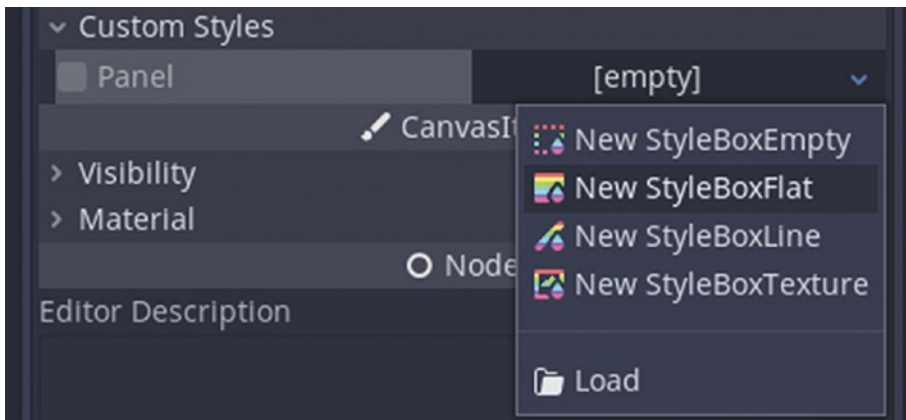 Custom Styles
Panel [empty]
CanvasIt
New StyleBoxEmpty
Visibility
New StyleBoxFlat
Material
New StyleBoxLine
Node
New StyleBoxTexture
Editor Description
Load